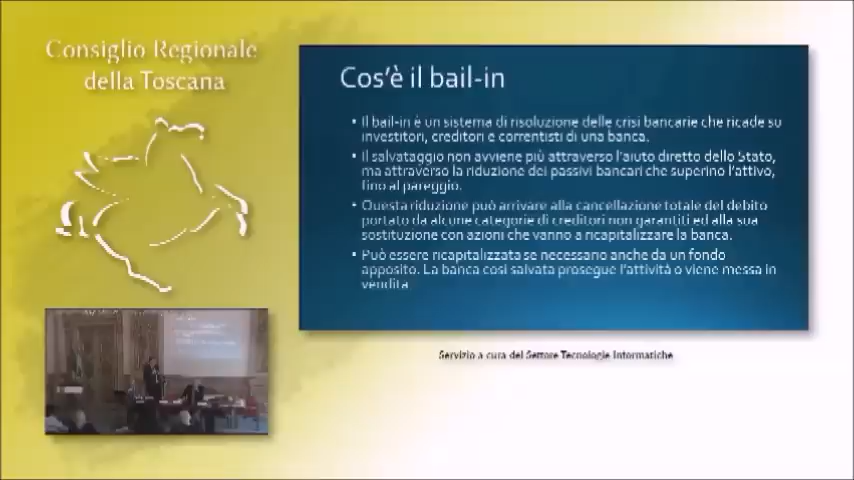 Consiglio Regionale
della Toscana
Cos'è il bail-in
• Il bail-in è un sistema di risoluzione delle crisi bancarie che ricade su
investitori, creditori e correntisti di una banca.
• Il salvataggio non avviene più attraverso l'aiuto diretto dello Stato,
ma attraverso la riduzione dei passivi bancari che superino l'attivo,
fino al pareggio.
• Questa riduzione può arrivare alla cancellazione totale del debito
portato da alcune categorie di creditori non garantiti ed alla sua
sostituzione con azioni che vanno a ricapitalizzare la banca.
• Può essere ricapitalizzata se necessario anche da un fondo
apposito. La banca così salvata prosegue l'attività o viene messa in
vendita
Servizio a cura del Settore Tecnologie Informatiche